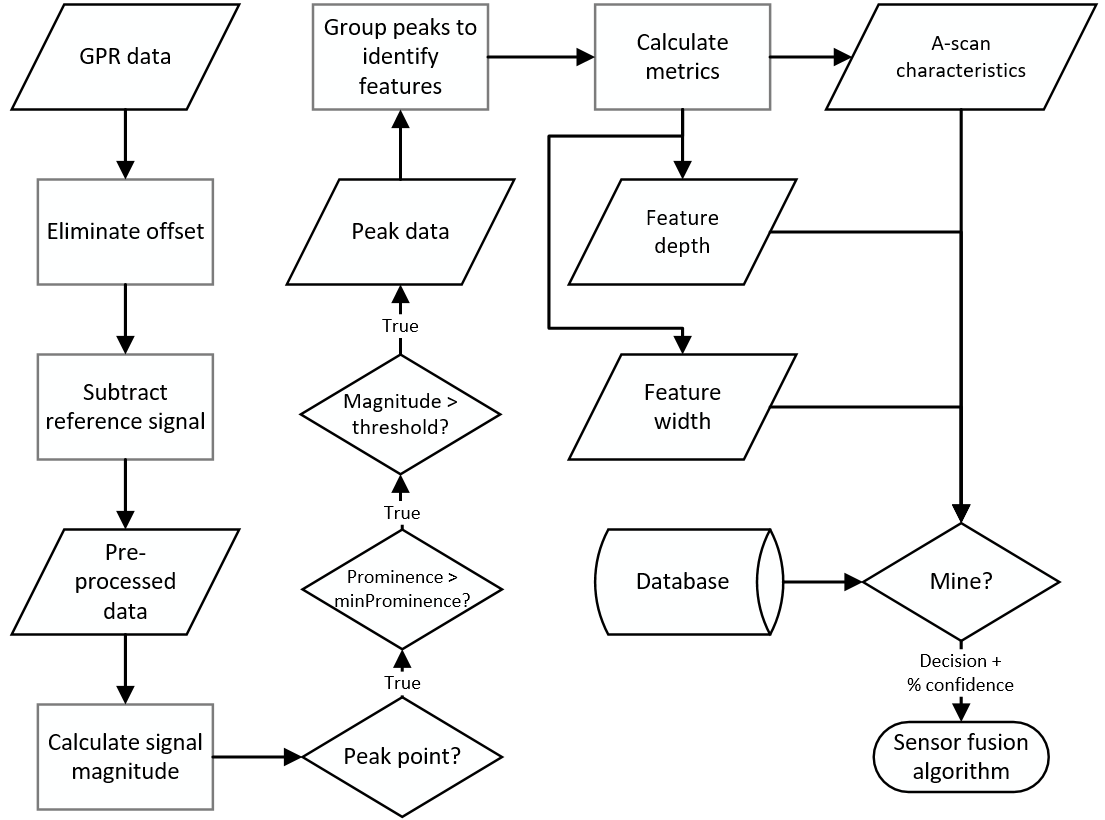 GPR data
Eliminate offset
Subtract
reference signal
Pre-
processed
data
Calculate signal
magnitude
Peak point?
True
Prominence >
minProminence?
True
Magnitude >
threshold?
True
Peak data
Group peaks to
identify
features
Calculate
metrics
A-scan
characteristics
Feature
depth
Feature
width
Database
Mine?
Decision +
% confidence
Sensor fusion
algorithm